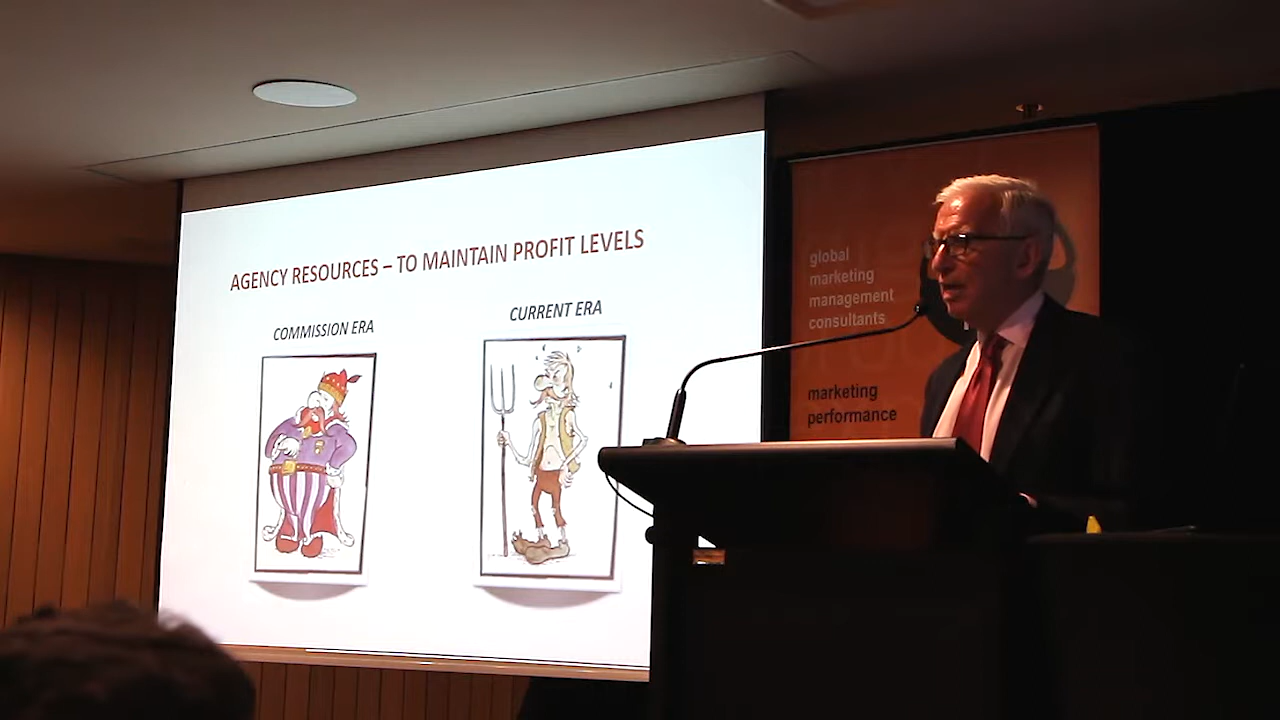 AGENCY RESOURCES – TO MAINTAIN PROFIT LEVELS
COMMISSION ERA
CURRENT ERA
global
marketing
management
consultants
marketing
performance